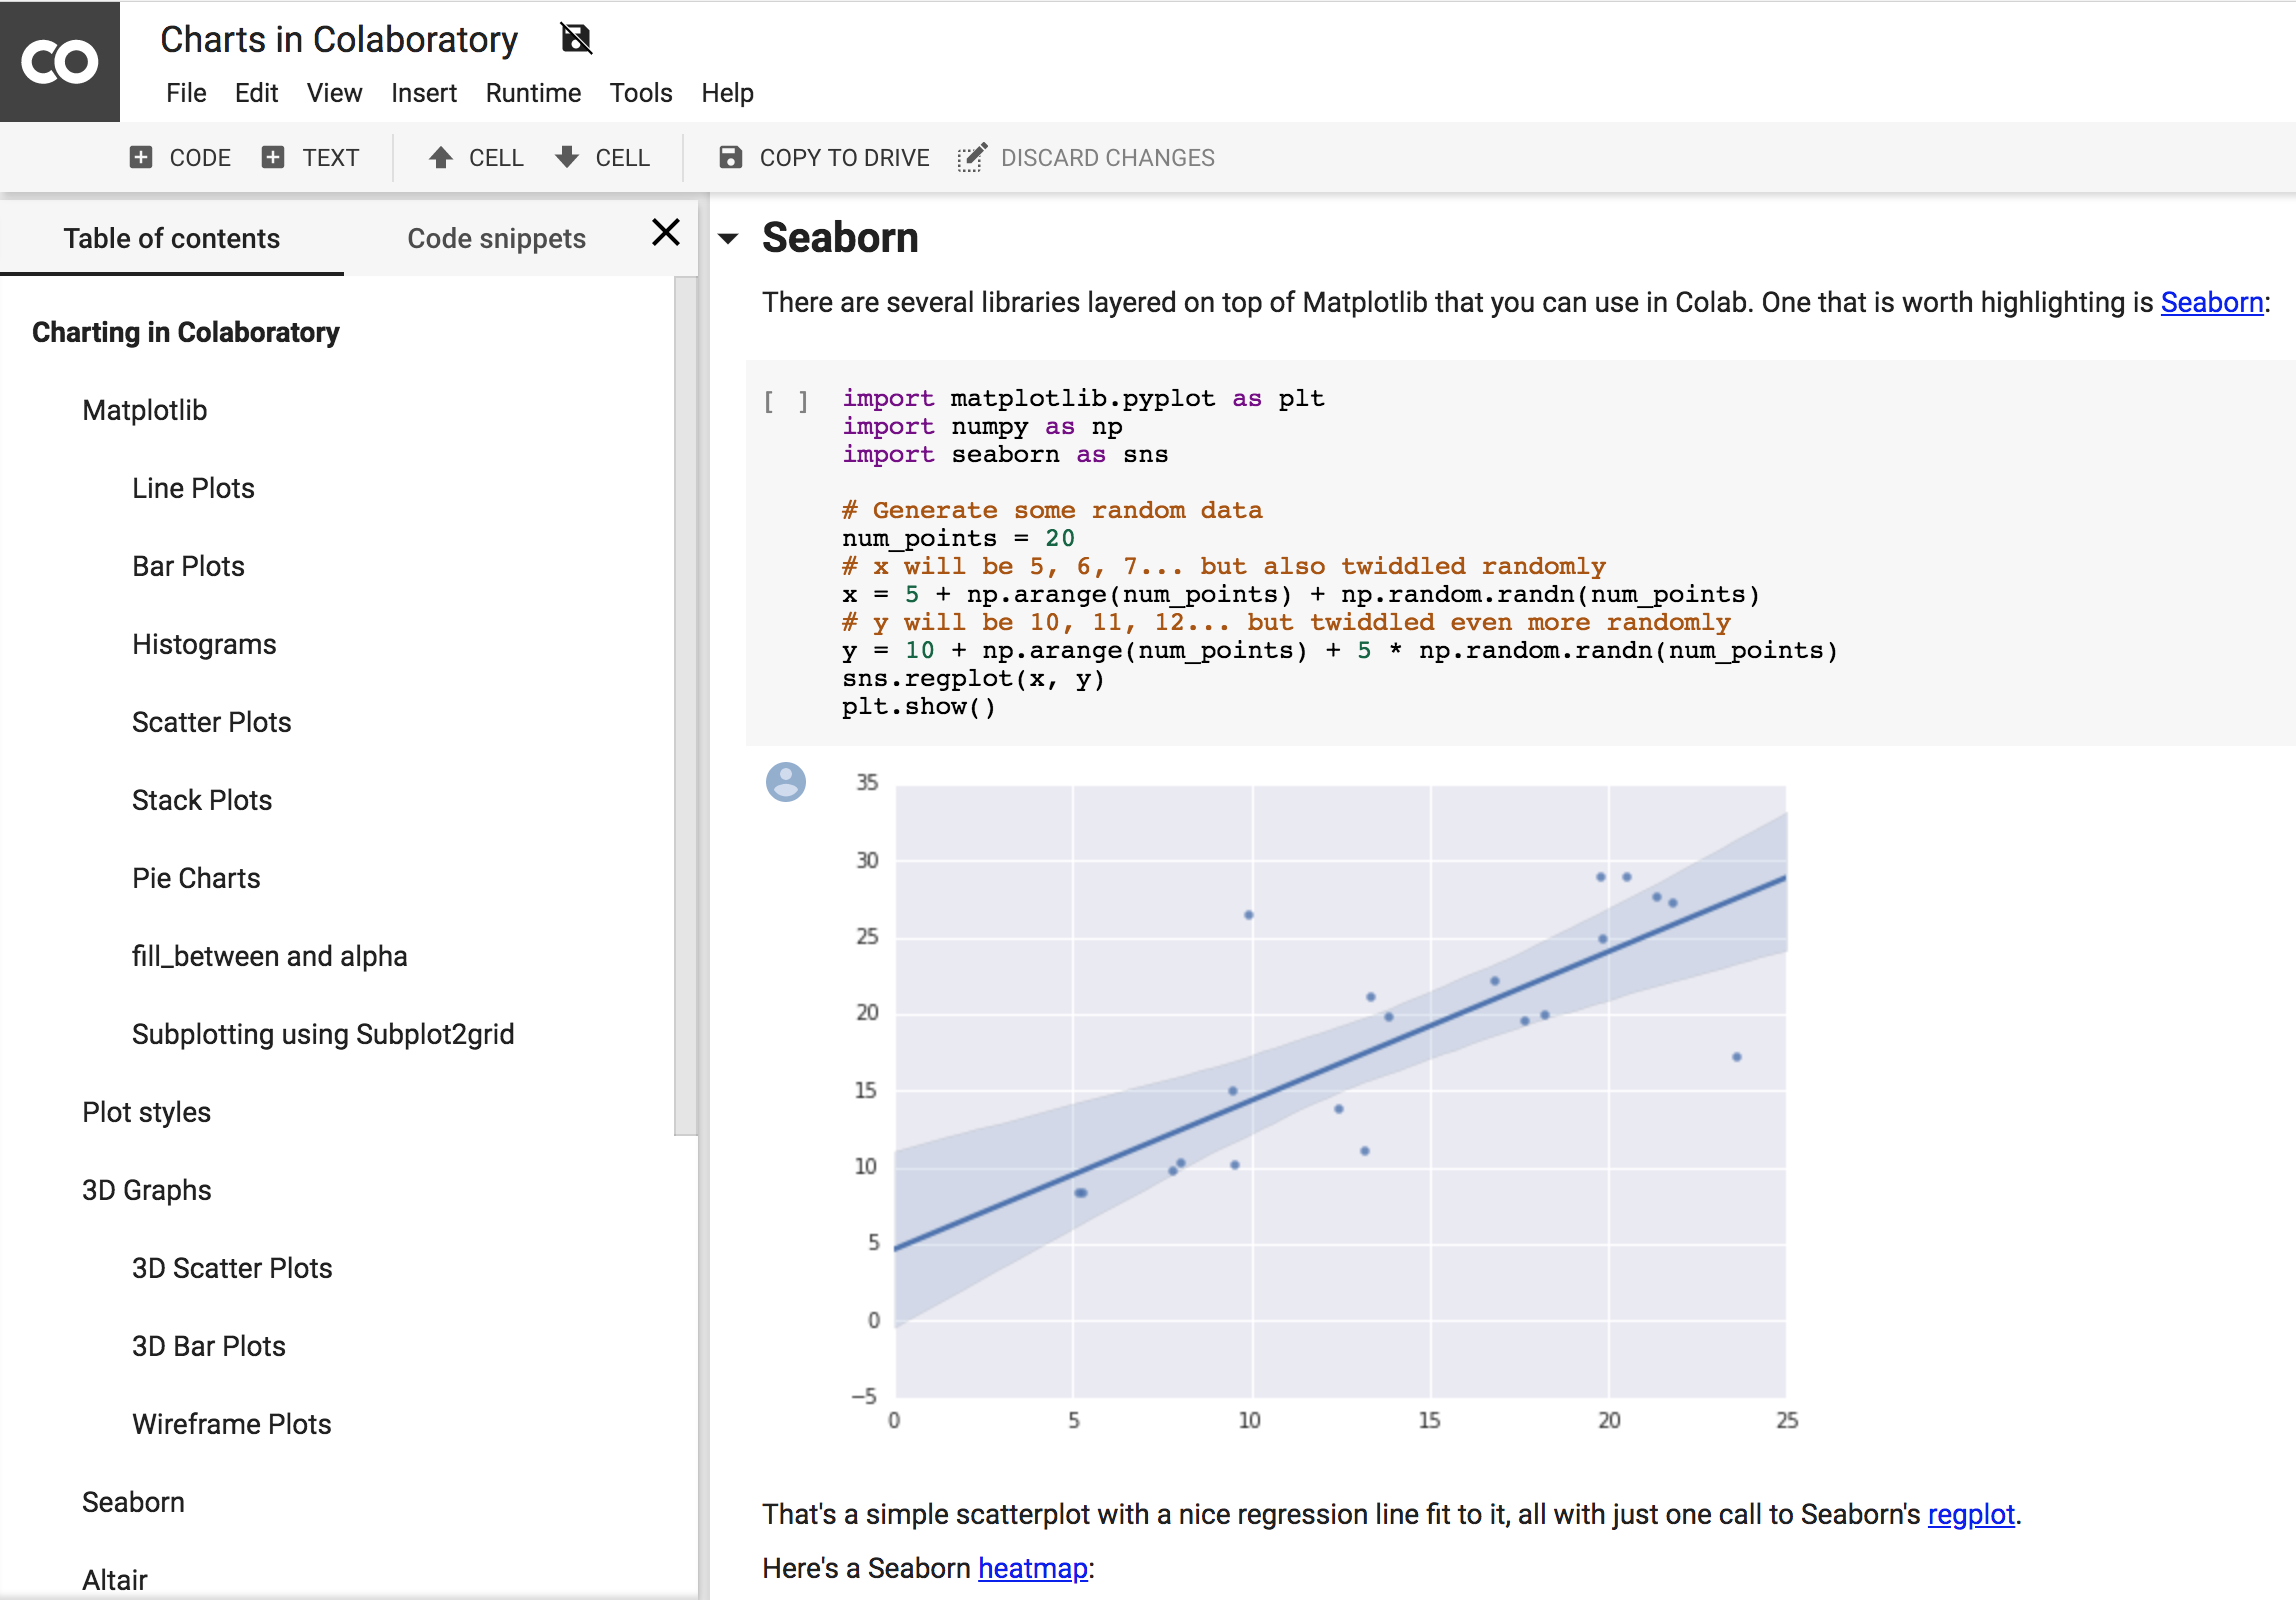 CO
Charts in Colaboratory
File Edit View Insert Runtime Tools Help
CODE TEXT CELL CELL COPY TO DRIVE DISCARD CHANGES
Table of contents Code snippets
Charting in Colaboratory
Matplotlib
Line Plots
Bar Plots
Histograms
Scatter Plots
Stack Plots
Pie Charts
fill_between and alpha
Subplotting using Subplot2grid
Plot styles
3D Graphs
3D Scatter Plots
3D Bar Plots
Wireframe Plots
Seaborn
Altair
Seaborn
There are several libraries layered on top of Matplotlib that you can use in Colab. One that is worth highlighting is Seaborn:
[ ] import matplotlib.pyplot as plt
import numpy as np
import seaborn as sns
# Generate some random data
num_points = 20
# x will be 5, 6, 7... but also twiddled randomly
x = 5 + np.arange(num_points) + np.random.randn(num_points)
# y will be 10, 11, 12... but twiddled even more randomly
y = 10 + np.arange(num_points) + 5 * np.random.randn(num_points)
sns.regplot(x, y)
plt.show()
35
30
25
20
15
10
5
0
−5
0 5 10 15 20 25
That's a simple scatterplot with a nice regression line fit to it, all with just one call to Seaborn's regplot.
Here's a Seaborn heatmap: